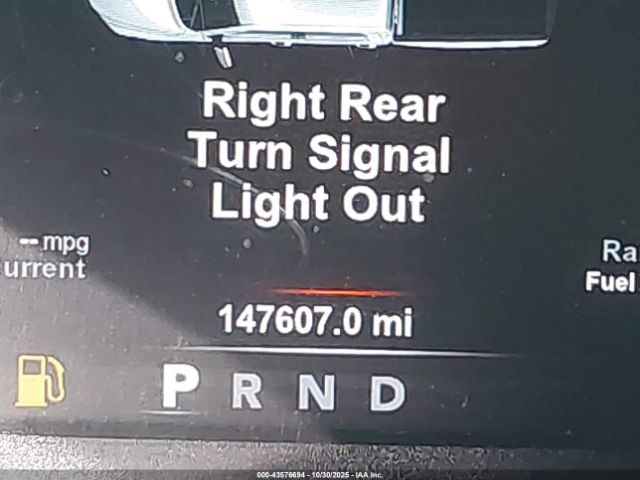 Right Rear
Turn Signal
Light Out
-- mpg
urrent
Ra
Fuel
147607.0 mi
P R N D
000-43576694 - 10/30/2025 - IAA Inc.